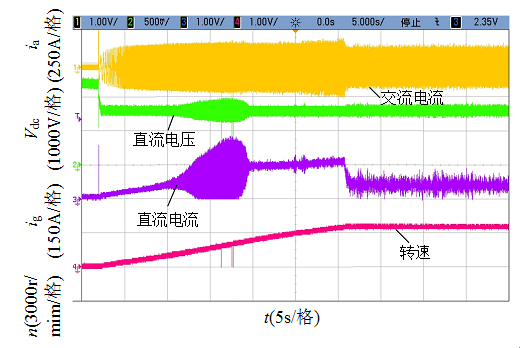 1 1.00V/ 2 500▽/ 3 1.00V/ 4 1.00V/ 0.0s 5.000s/ 停止 3 2.35V
i_a (250A/格)
交流电流
V_dc (1000V/格)
直流电压
i_g (150A/格)
直流电流
n(3000r/
mim/格)
转速
t(5s/格)